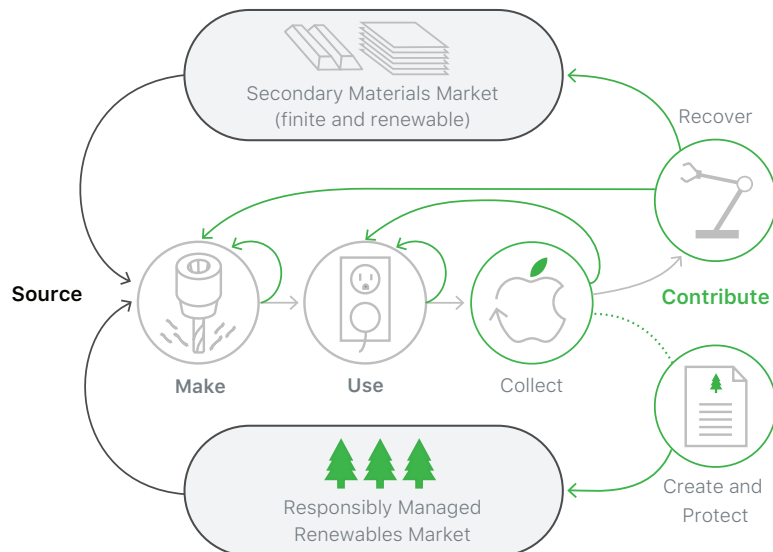 Secondary Materials Market
(finite and renewable)
Recover
Source
Contribute
Make
Use
Collect
Responsibly Managed
Renewables Market
Create and
Protect